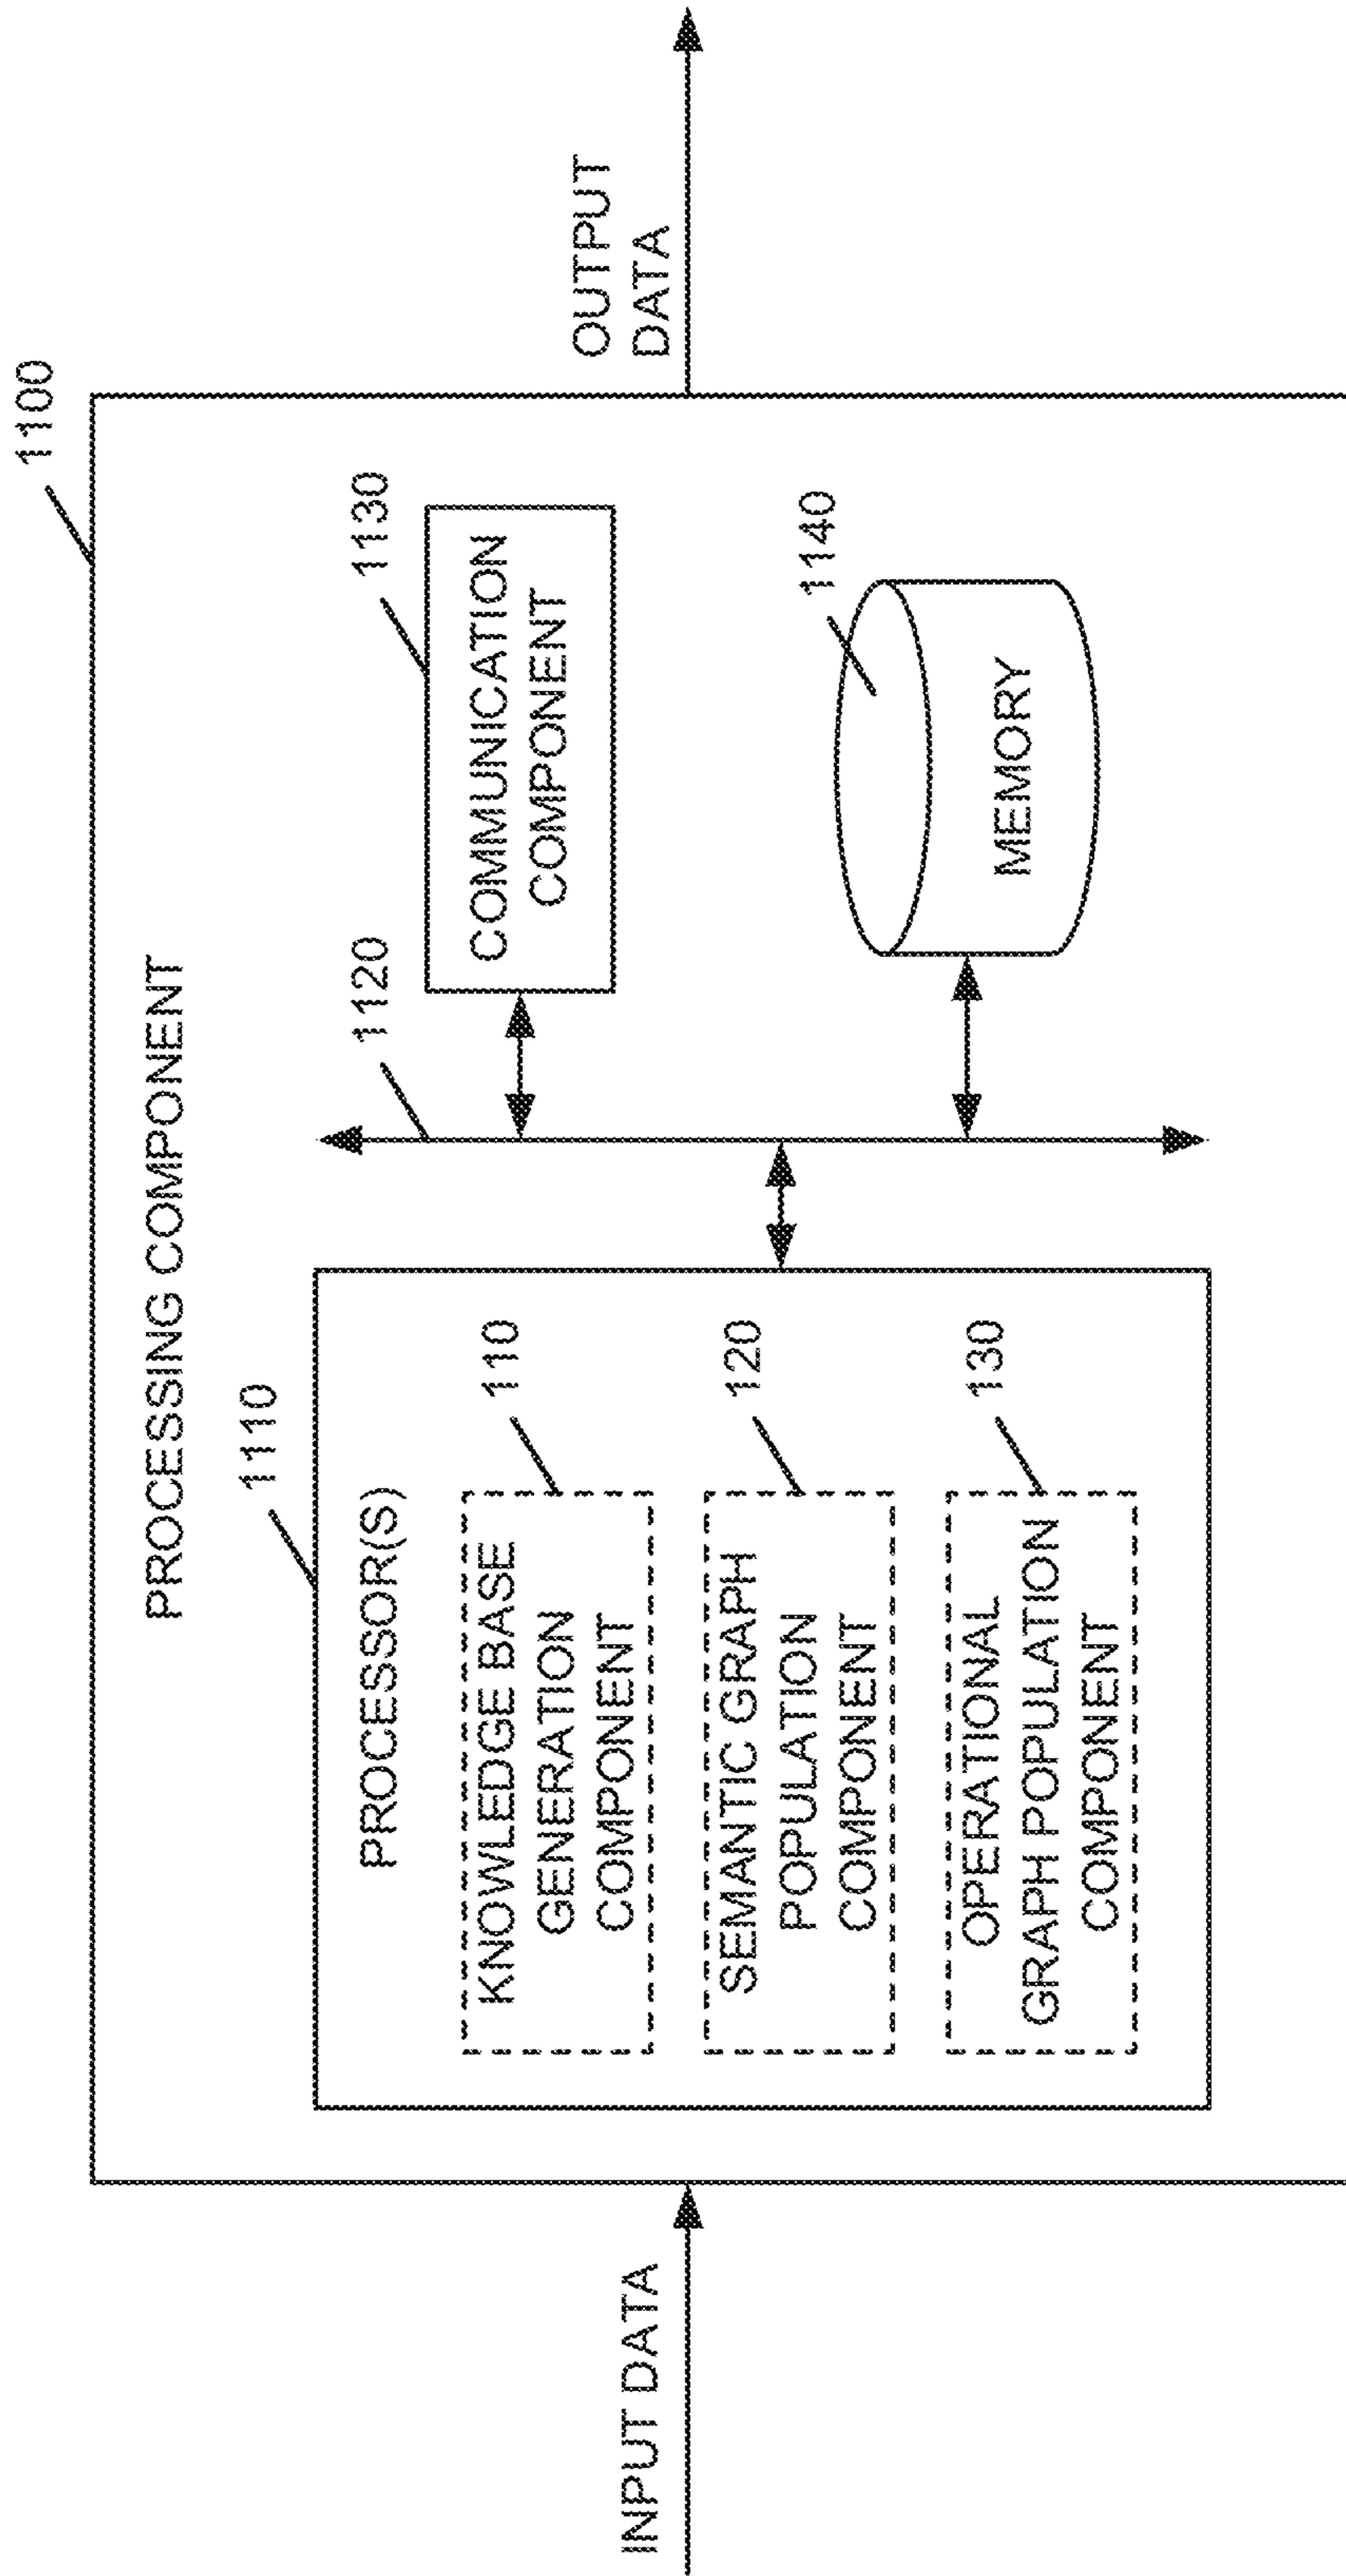 1100
PROCESSING COMPONENT
1110
PROCESSOR(S)
KNOWLEDGE BASE
GENERATION
COMPONENT
110
SEMANTIC GRAPH
POPULATION
COMPONENT
120
OPERATIONAL
GRAPH POPULATION
COMPONENT
130
1120
1130
COMMUNICATION
COMPONENT
1140
MEMORY
INPUT DATA
OUTPUT
DATA